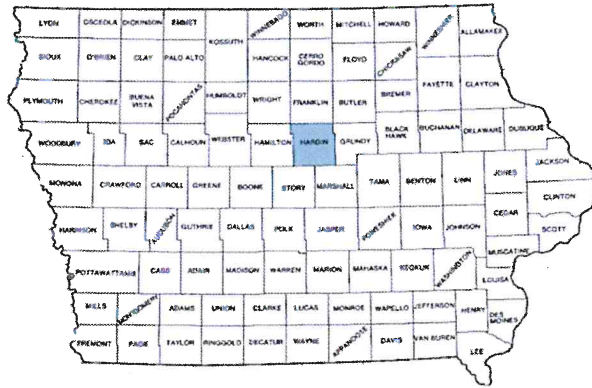 LYON OSCEOLA DICKINSON EMMET WINNEBAGO WORTH MITCHELL HOWARD WINNESHIEK ALLAMAKEE
KOSSUTH
SIOUX O'BRIEN CLAY PALO ALTO HANCOCK CERRO GORDO FLOYD CHICKASAW
PLYMOUTH CHEROKEE BUENA VISTA POCAHONTAS HUMBOLDT WRIGHT FRANKLIN BUTLER BREMER FAYETTE CLAYTON
WOODBURY IDA SAC CALHOUN WEBSTER HAMILTON HARDIN GRUNDY BLACK HAWK BUCHANAN DELAWARE DUBUQUE
MONONA CRAWFORD CARROLL GREENE BOONE STORY MARSHALL TAMA BENTON LINN JONES JACKSON
CLINTON
HARRISON SHELBY AUDUBON GUTHRIE DALLAS POLK JASPER POWESHIEK IOWA JOHNSON CEDAR SCOTT
MUSCATINE
POTTAWATTAMIE CASS ADAIR MADISON WARREN MARION MAHASKA KEOKUK WASHINGTON LOUISA
MILLS MONTGOMERY ADAMS UNION CLARKE LUCAS MONROE WAPELLO JEFFERSON HENRY DES MOINES
FREMONT PAGE TAYLOR RINGGOLD DECATUR WAYNE APPANOOSE DAVIS VAN BUREN LEE